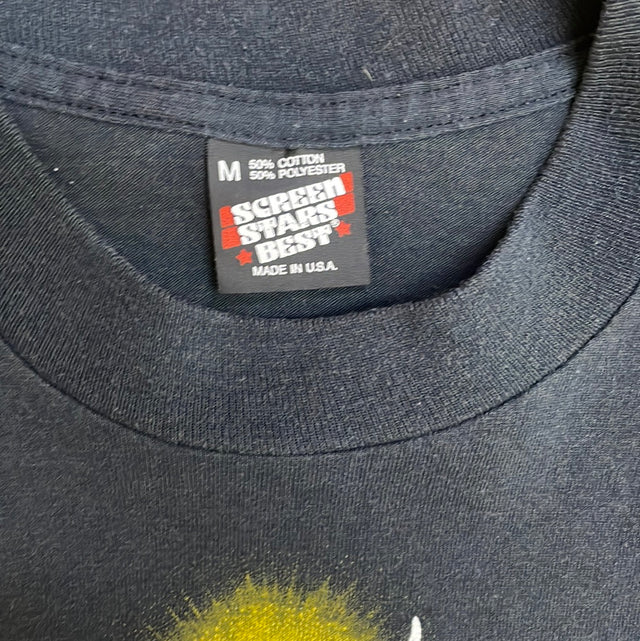 M 50% COTTON
50% POLYESTER
SCREEN
STARS
BEST®
MADE IN U.S.A.